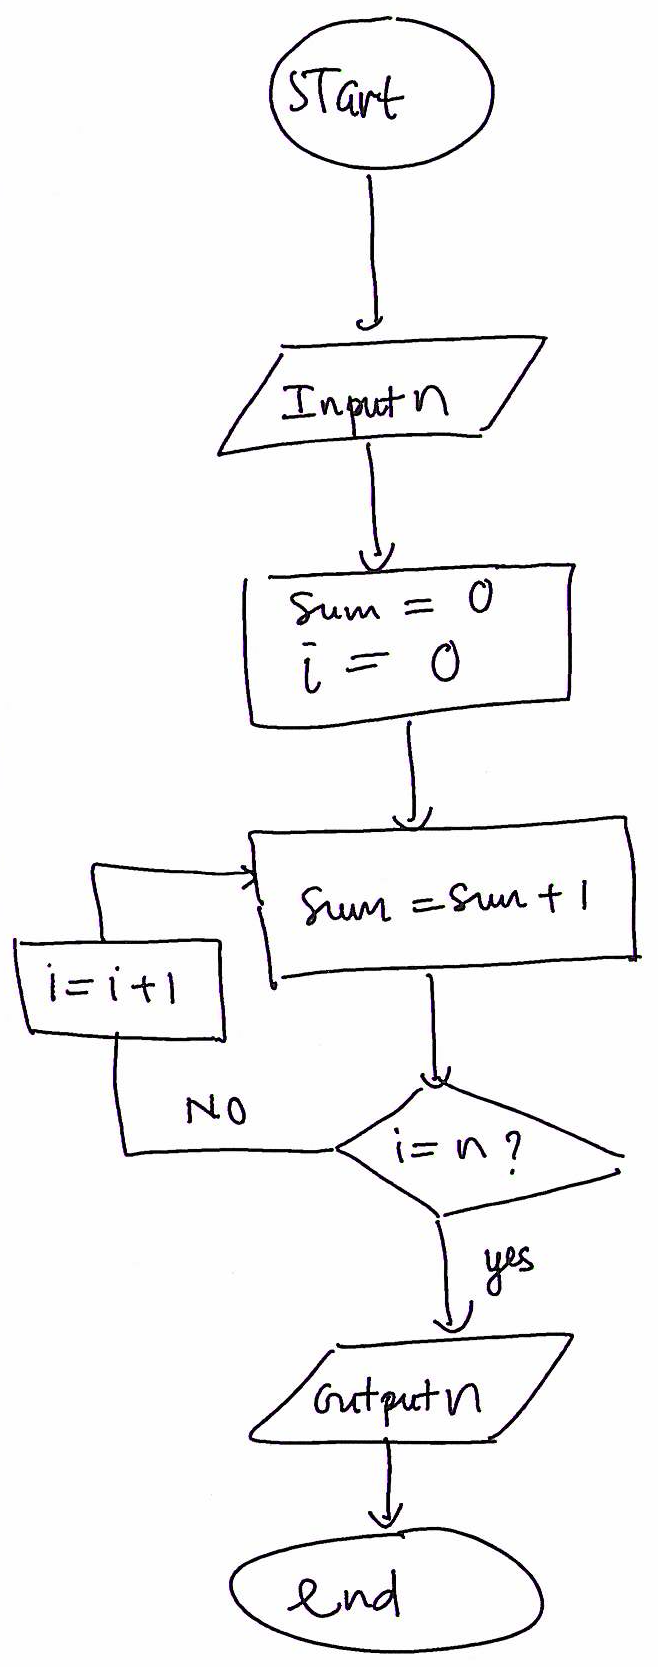 START
Input n
Sum = 0
i = 0
Sum = Sum + 1
i = i + 1
NO
i = n ?
yes
output n
end